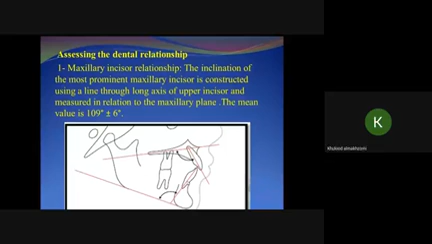 Assessing the dental relationship
1- Maxillary incisor relationship: The inclination of
the most prominent maxillary incisor is constructed
using a line through long axis of upper incisor and
measured in relation to the maxillary plane .The mean
value is 109° ± 6°.
K